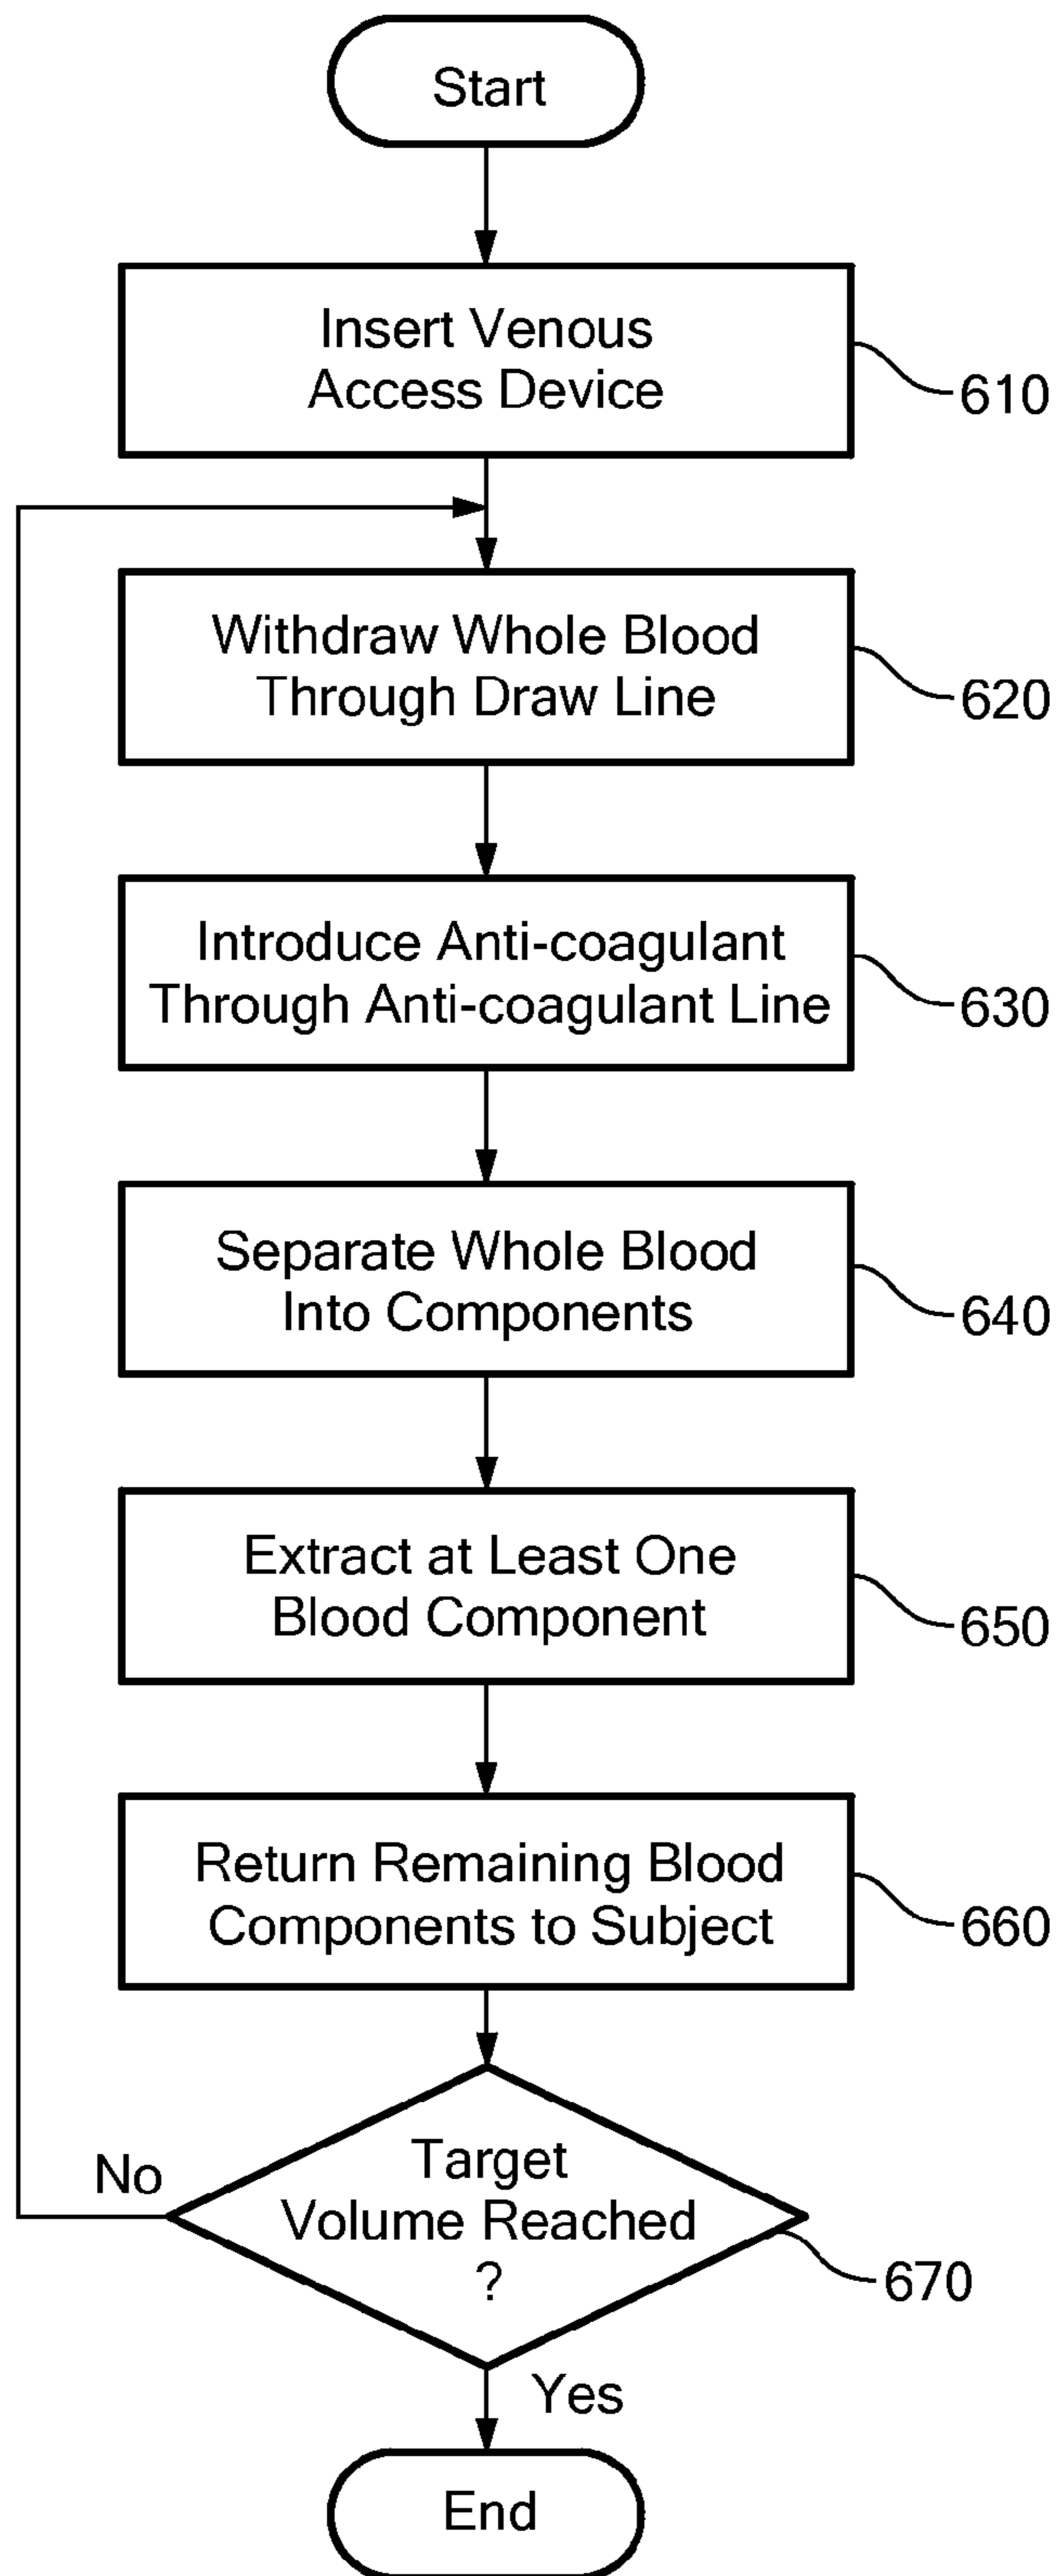 Start
Insert Venous
Access Device
610
Withdraw Whole Blood
Through Draw Line
620
Introduce Anti-coagulant
Through Anti-coagulant Line
630
Separate Whole Blood
Into Components
640
Extract at Least One
Blood Component
650
Return Remaining Blood
Components to Subject
660
No
Target
Volume Reached
?
670
Yes
End